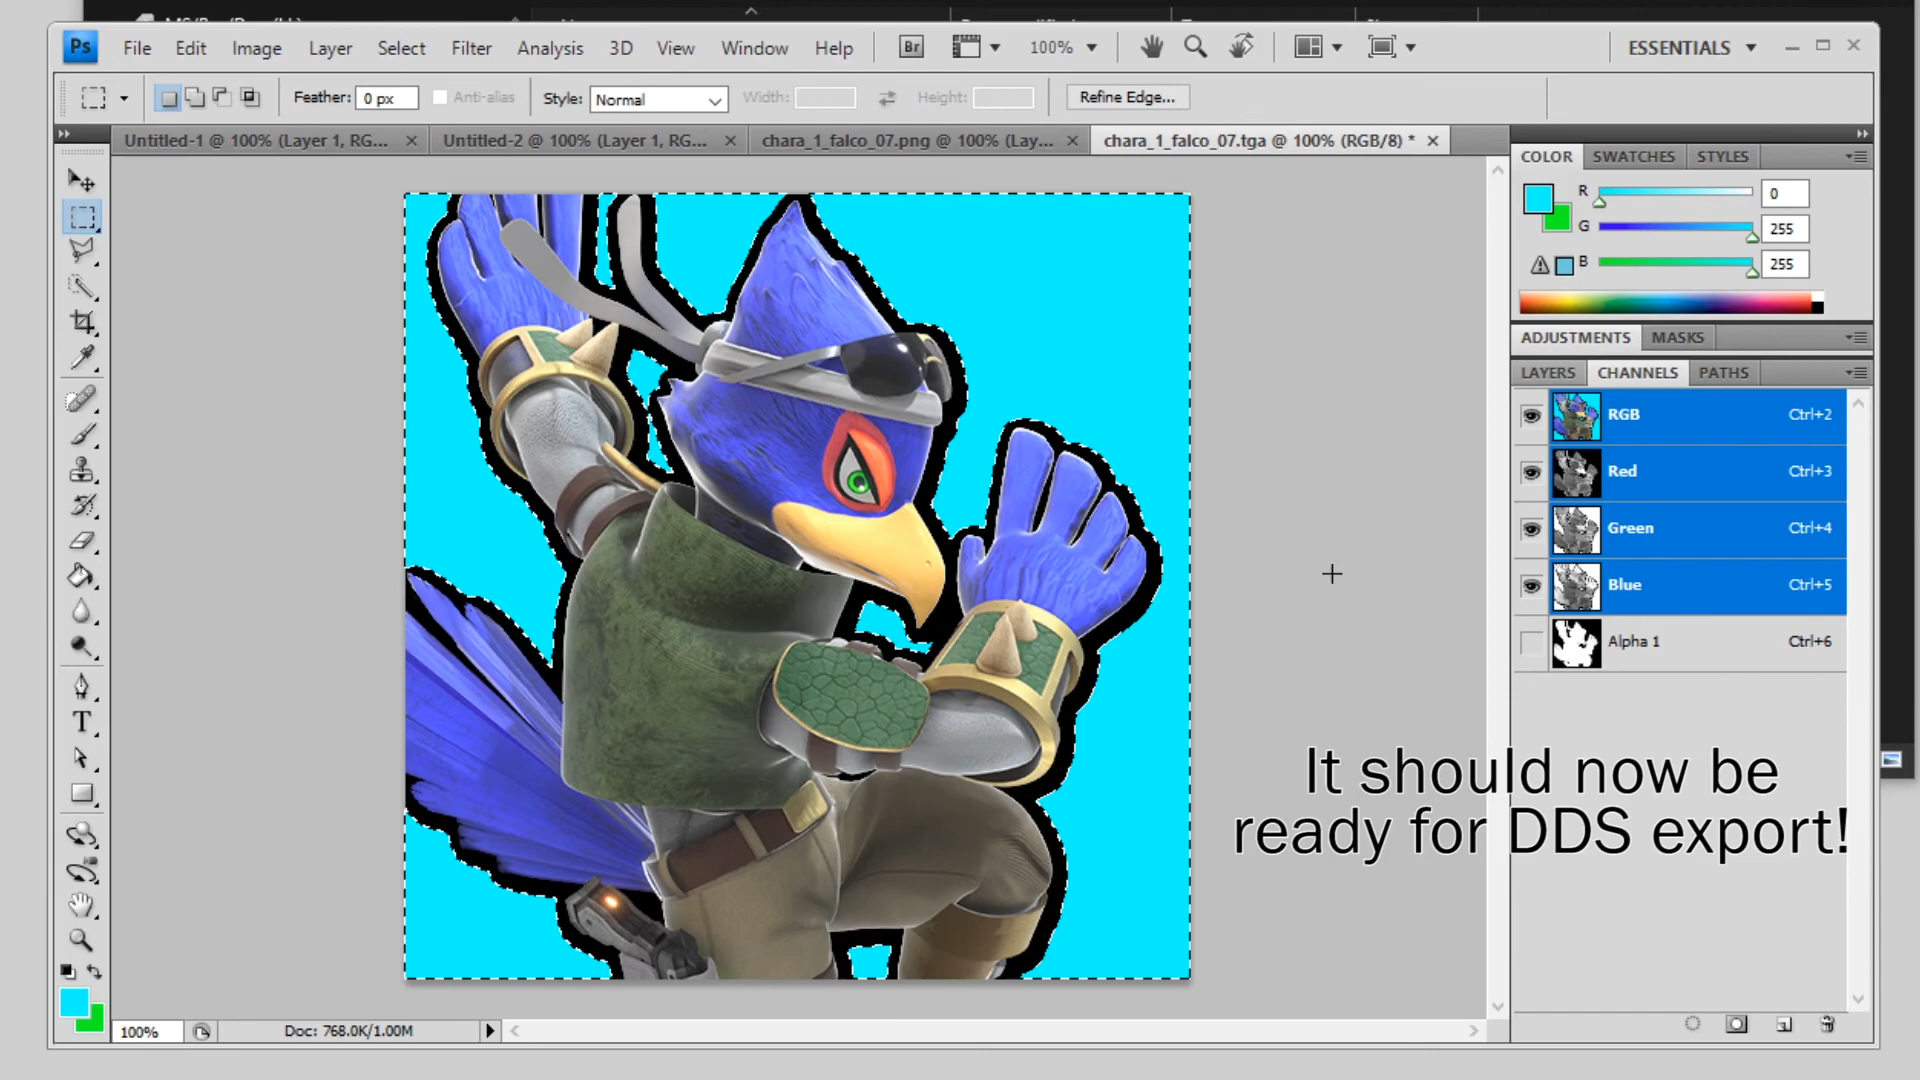 Ps File Edit Image Layer Select Filter Analysis 3D View Window Help Br 100% ESSENTIALS
Feather: 0 px Anti-alias Style: Normal Width: Height: Refine Edge...
Untitled-1 @ 100% (Layer 1, RG... Untitled-2 @ 100% (Layer 1, RG... chara_1_falco_07.png @ 100% (Lay... chara_1_falco_07.tga @ 100% (RGB/8) *
COLOR SWATCHES STYLES
R 0
G 255
B 255
ADJUSTMENTS MASKS
LAYERS CHANNELS PATHS
RGB Ctrl+2
Red Ctrl+3
Green Ctrl+4
Blue Ctrl+5
Alpha 1 Ctrl+6
T
It should now be
ready for DDS export!
100% Doc: 768.0K/1.00M